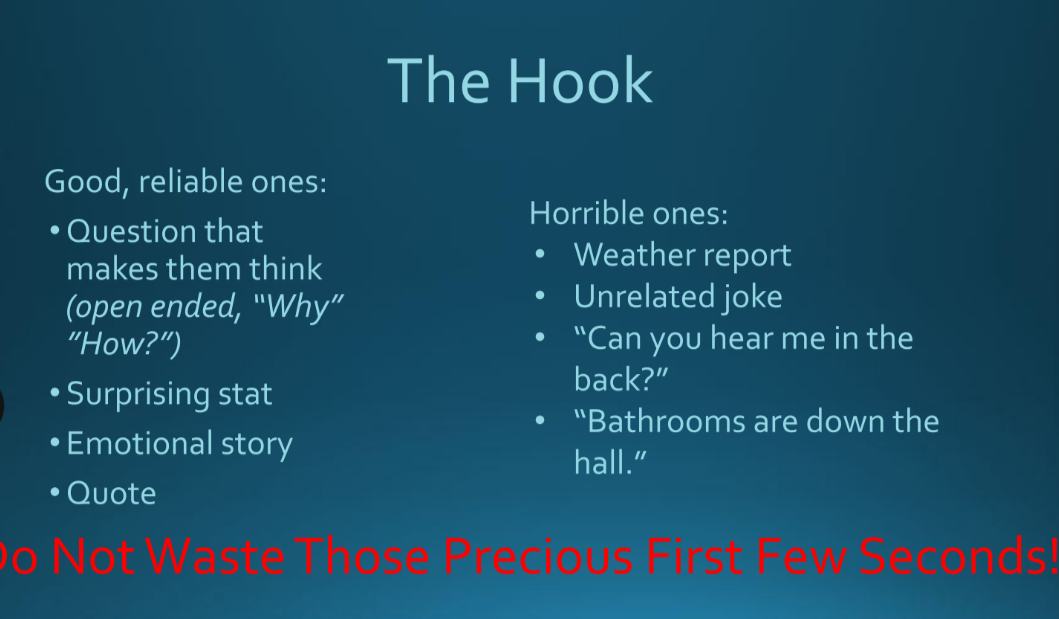 The Hook
Good, reliable ones:
• Question that
makes them think
(open ended, “Why”
”How?”)
• Surprising stat
• Emotional story
• Quote
Horrible ones:
• Weather report
• Unrelated joke
• “Can you hear me in the
back?”
• “Bathrooms are down the
hall.”
Do Not Waste Those Precious First Few Seconds!